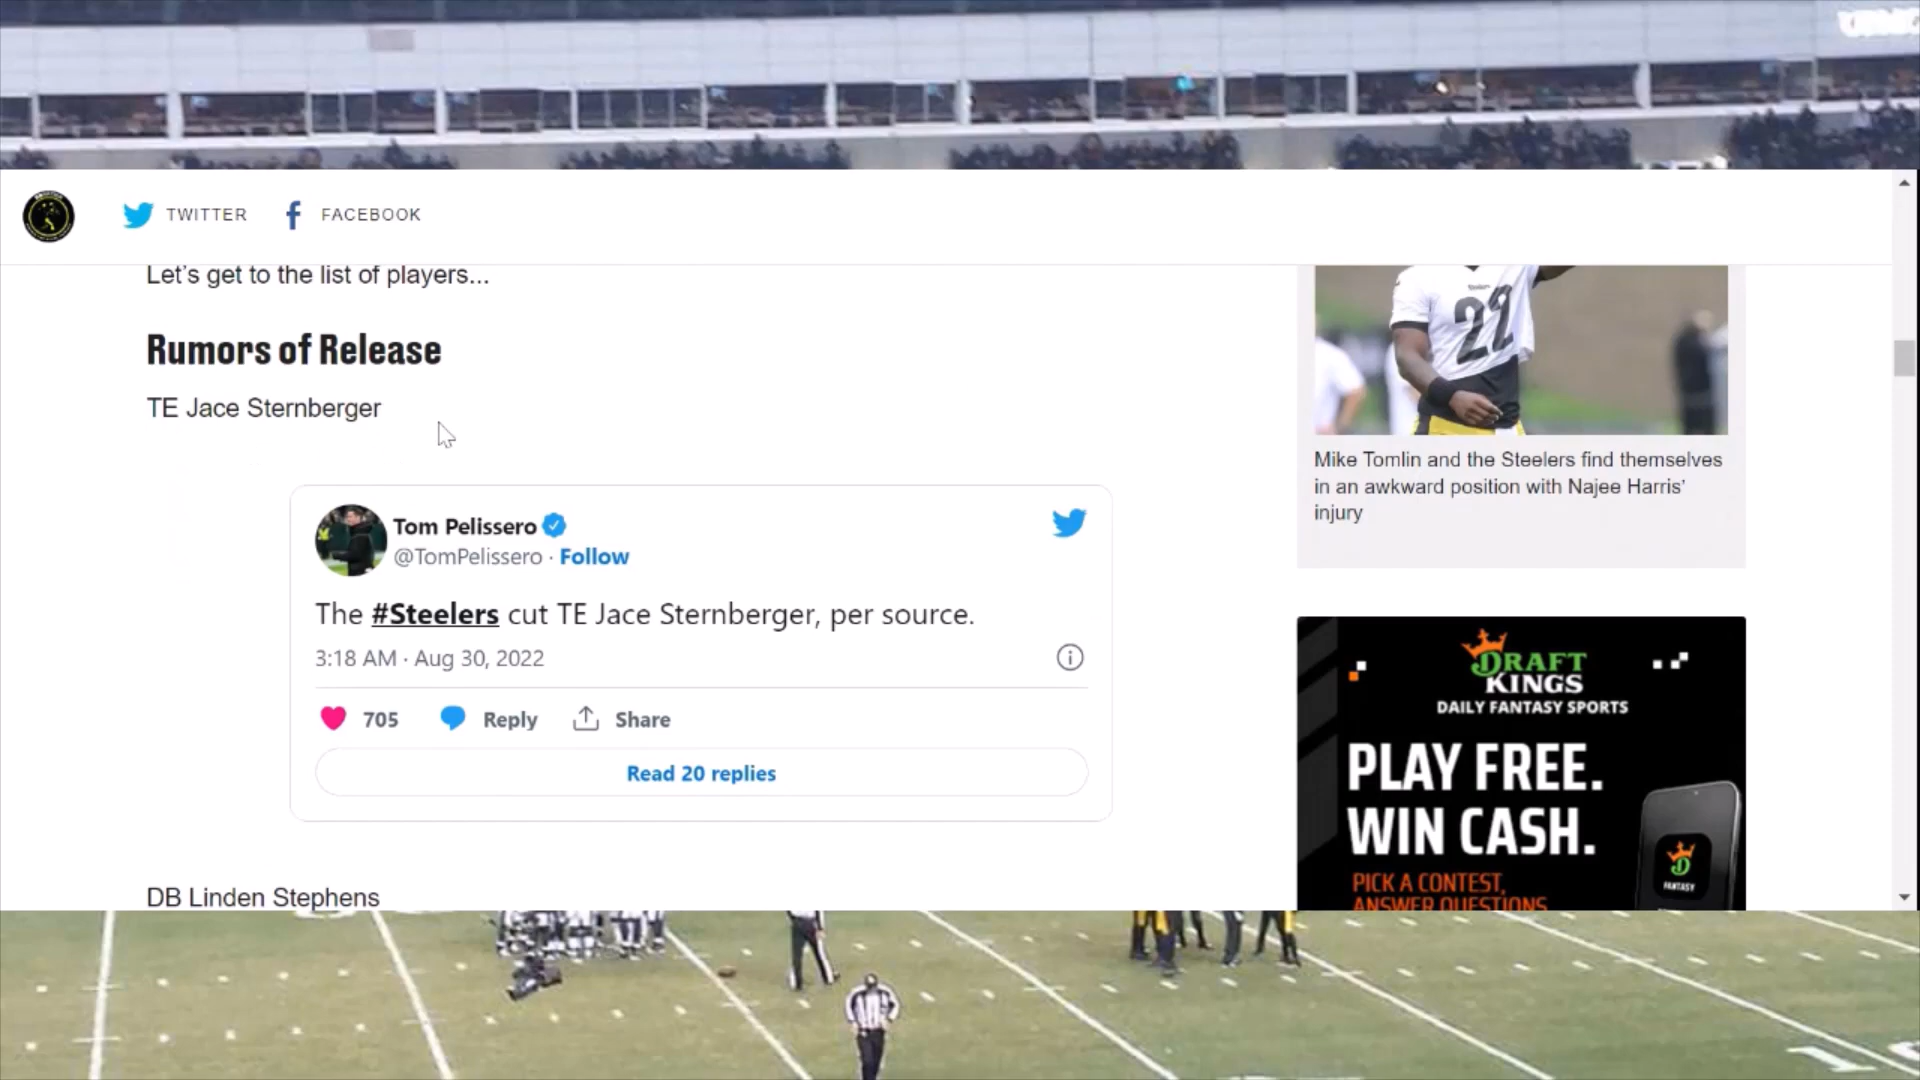 TWITTER
FACEBOOK
Let's get to the list of players...
Rumors of Release
TE Jace Sternberger
Tom Pelissero
@TomPelissero · Follow
The #Steelers cut TE Jace Sternberger, per source.
3:18 AM · Aug 30, 2022
705 Reply Share
Read 20 replies
DB Linden Stephens
22
Mike Tomlin and the Steelers find themselves
in an awkward position with Najee Harris'
injury
DRAFT
KINGS
DAILY FANTASY SPORTS
PLAY FREE.
WIN CASH.
PICK A CONTEST,
ANSWER QUESTIONS
FANTASY